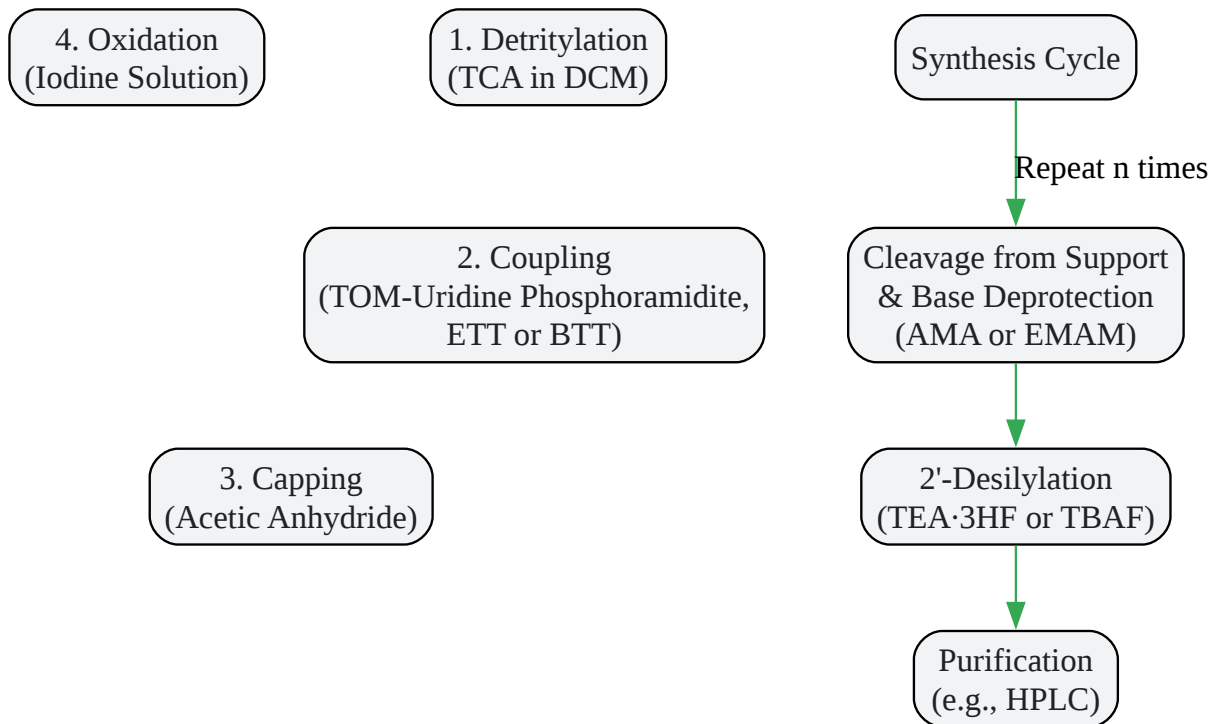 4. Oxidation
(Iodine Solution)
1. Detritylation
(TCA in DCM)
Synthesis Cycle
Repeat n times
2. Coupling
(TOM-Uridine Phosphoramidite,
ETT or BTT)
Cleavage from Support
& Base Deprotection
(AMA or EMAM)
3. Capping
(Acetic Anhydride)
2'-Desilylation
(TEA·3HF or TBAF)
Purification
(e.g., HPLC)